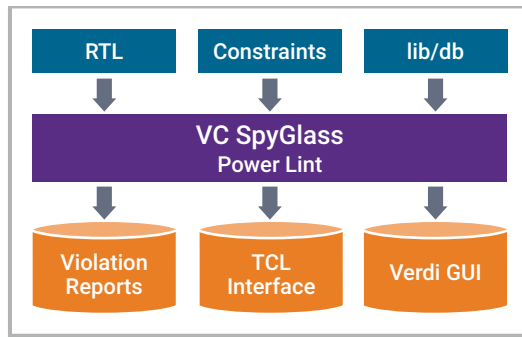 RTL
Constraints
lib/db
VC SpyGlass
Power Lint
Violation
Reports
TCL
Interface
Verdi GUI